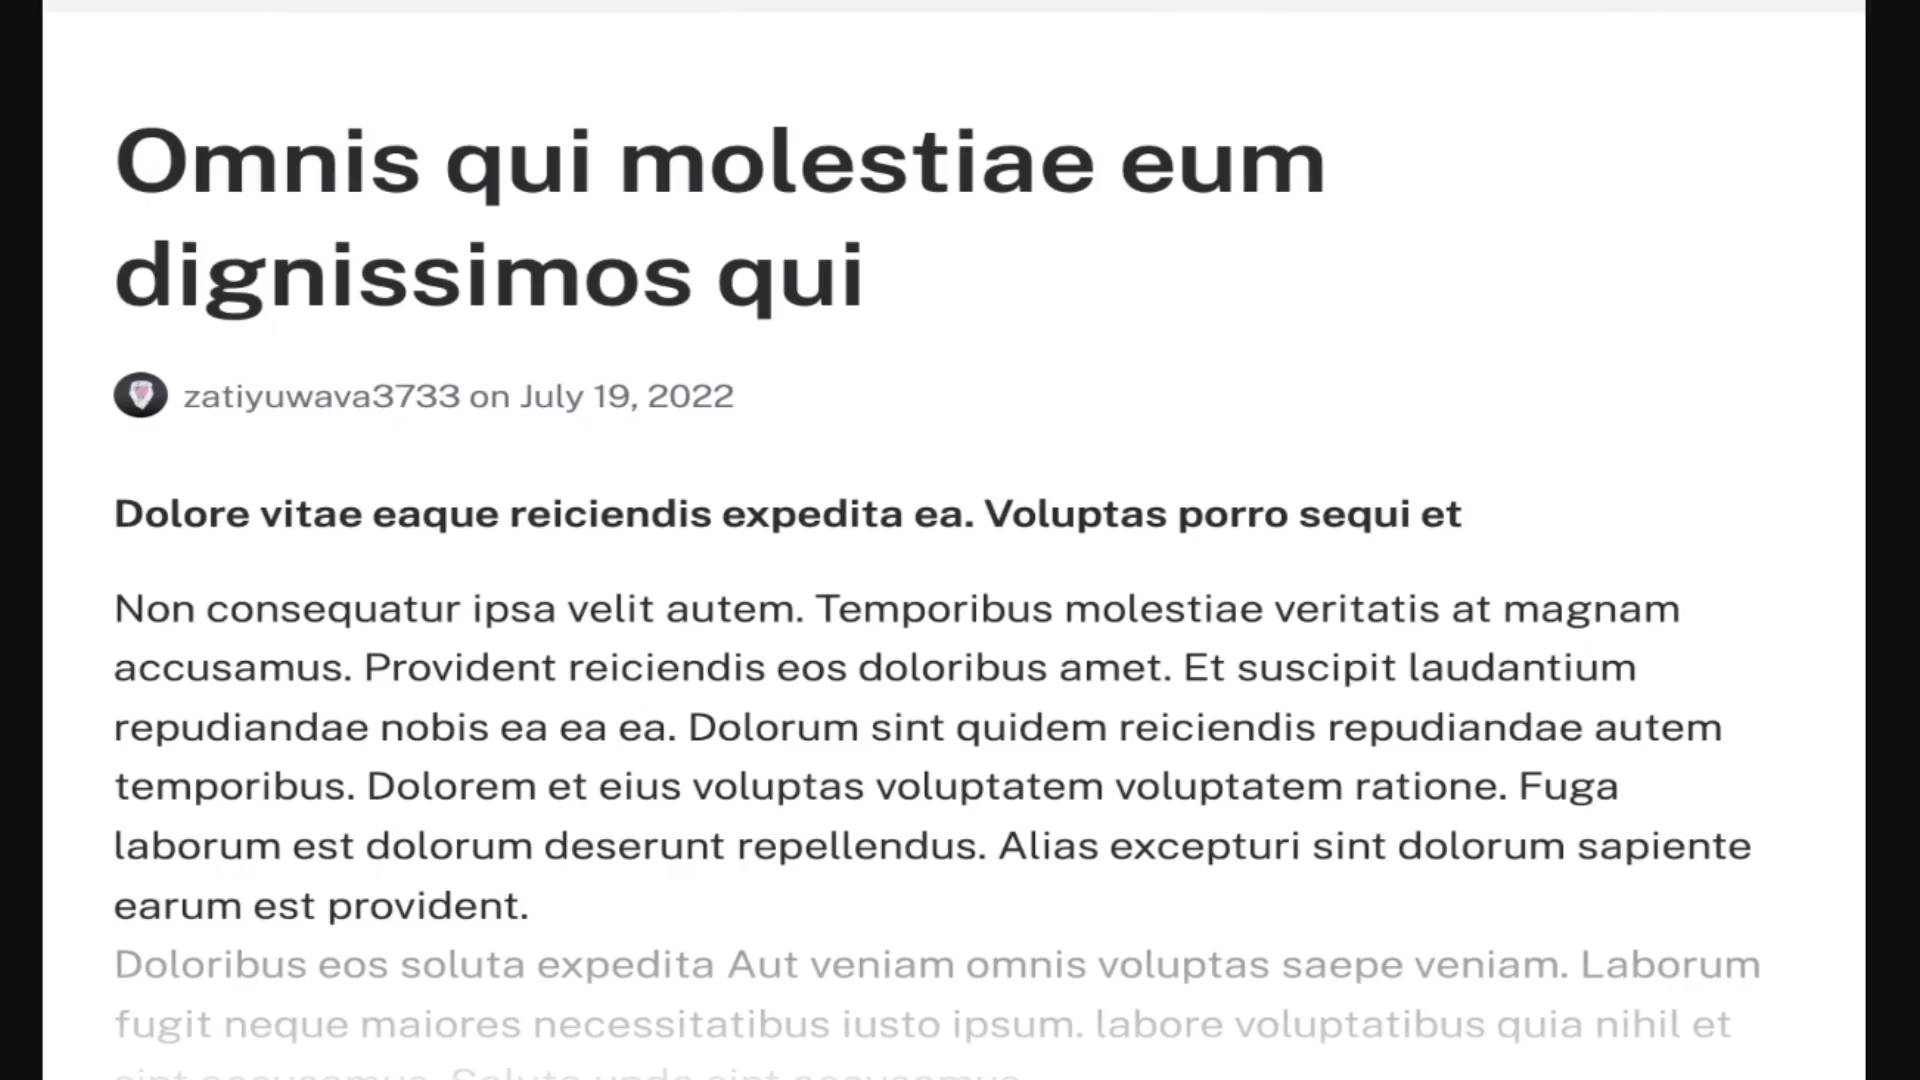 Omnis qui molestiae eum
dignissimos qui
zatiyuwava3733 on July 19, 2022
Dolore vitae eaque reiciendis expedita ea. Voluptas porro sequi et
Non consequatur ipsa velit autem. Temporibus molestiae veritatis at magnam
accusamus. Provident reiciendis eos doloribus amet. Et suscipit laudantium
repudiandae nobis ea ea ea. Dolorum sint quidem reiciendis repudiandae autem
temporibus. Dolorem et eius voluptas voluptatem voluptatem ratione. Fuga
laborum est dolorum deserunt repellendus. Alias excepturi sint dolorum sapiente
earum est provident.
Doloribus eos soluta expedita Aut veniam omnis voluptas saepe veniam. Laborum
fugit neque maiores necessitatibus iusto ipsum. labore voluptatibus quia nihil et